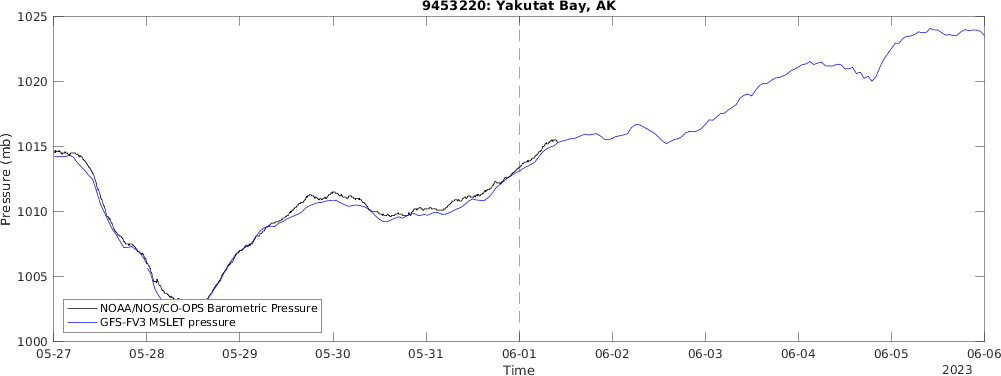 9453220: Yakutat Bay, AK
Pressure (mb)
1025
1020
1015
1010
1005
1000
NOAA/NOS/CO-OPS Barometric Pressure
GFS-FV3 MSLET pressure
05-27 05-28 05-29 05-30 05-31 06-01 06-02 06-03 06-04 06-05 06-06
Time
2023